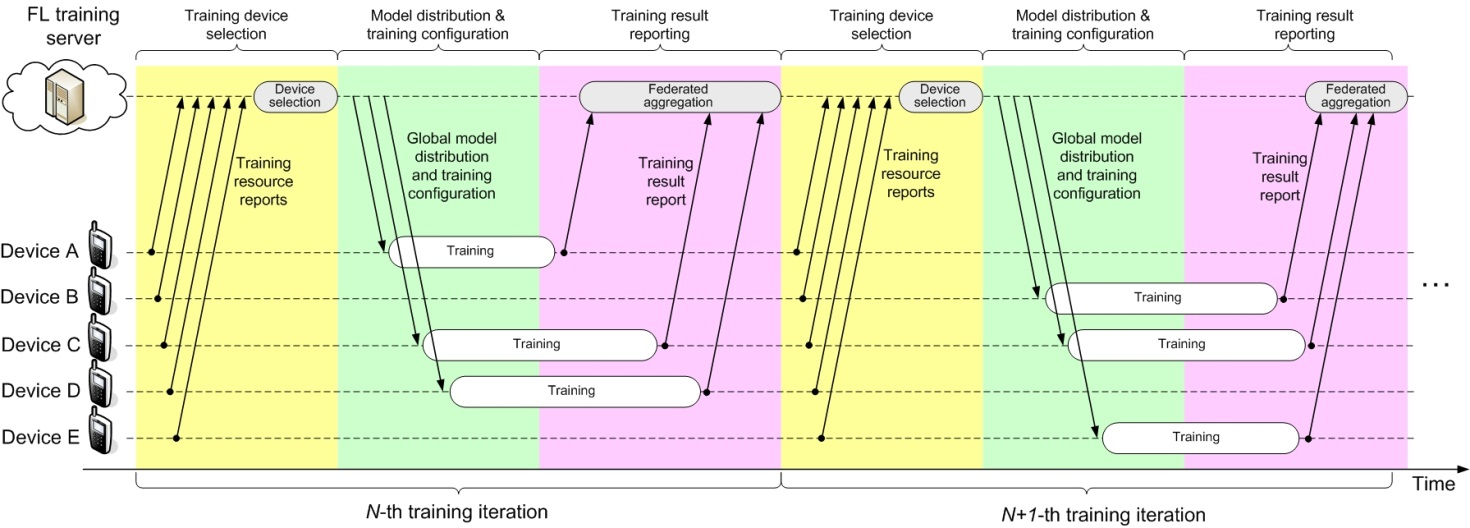 FL training
server
Training device
selection
Model distribution &
training configuration
Training result
reporting
Training device
selection
Model distribution &
training configuration
Training result
reporting
Device
selection
Federated
aggregation
Device
selection
Federated
aggregation
Training
resource
reports
Global model
distribution
and training
configuration
Training
result
report
Training
resource
reports
Global model
distribution
and training
configuration
Training
result
report
Device A
Training
Device B
Training
...
Device C
Training
Training
Device D
Training
Device E
Training
Time
N-th training iteration
N+1-th training iteration